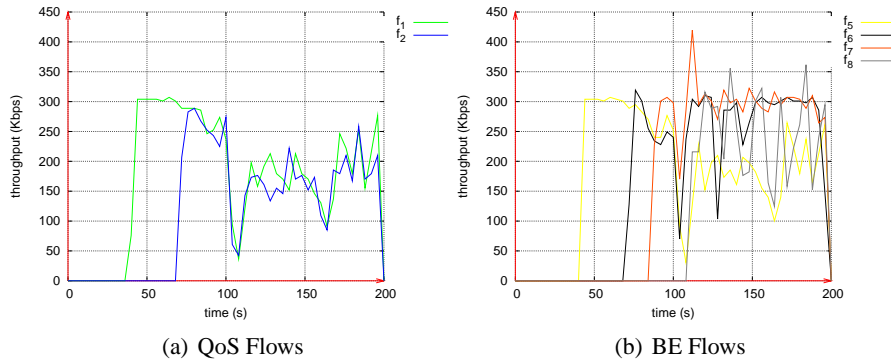 450
400
350
300
250
200
150
100
50
0
throughput (Kbps)
0 50 100 150 200
time (s)
f1
f2
(a) QoS Flows
450
400
350
300
250
200
150
100
50
0
throughput (Kbps)
0 50 100 150 200
time (s)
f5
f6
f7
f8
(b) BE Flows